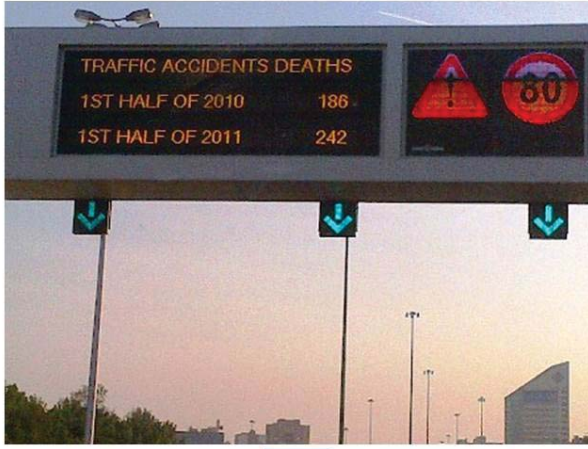 TRAFFIC ACCIDENTS DEATHS
1ST HALF OF 2010 186
1ST HALF OF 2011 242
!
80